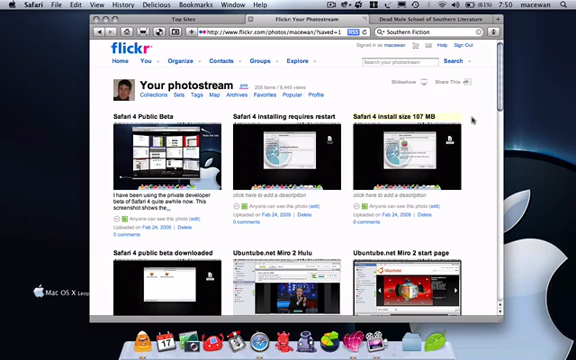 Safari File Edit View History Delicious Bookmarks Window Help (61%) 7:50 macewan
Top Sites Flickr: Your Photostream Dead Mule School of Southern Literature
http://www.flickr.com/photos/macewan/?saved=1 Southern Fiction
flickr
Signed in as macewan Help Sign Out
Home You Organize Contacts Groups Explore Search your photostream Search
Your photostream 205 items / 6,445 views Slideshow Share This
Collections Sets Tags Map Archives Favorites Popular Profile
Safari 4 Public Beta Safari 4 installing requires restart Safari 4 install size 107 MB
I have been using the private developer click here to add a description click here to add a description
beta of Safari 4 quite awhile now. This
screenshot shows the...
Anyone can see this photo (edit) Anyone can see this photo (edit) Anyone can see this photo (edit)
Uploaded on Feb 24, 2009 | Delete Uploaded on Feb 24, 2009 | Delete Uploaded on Feb 24, 2009 | Delete
0 comments 0 comments 0 comments
Safari 4 public beta downloaded Ubuntube.net Miro 2 Hulu Ubuntube.net Miro 2 start page
Mac OS X Leop
17